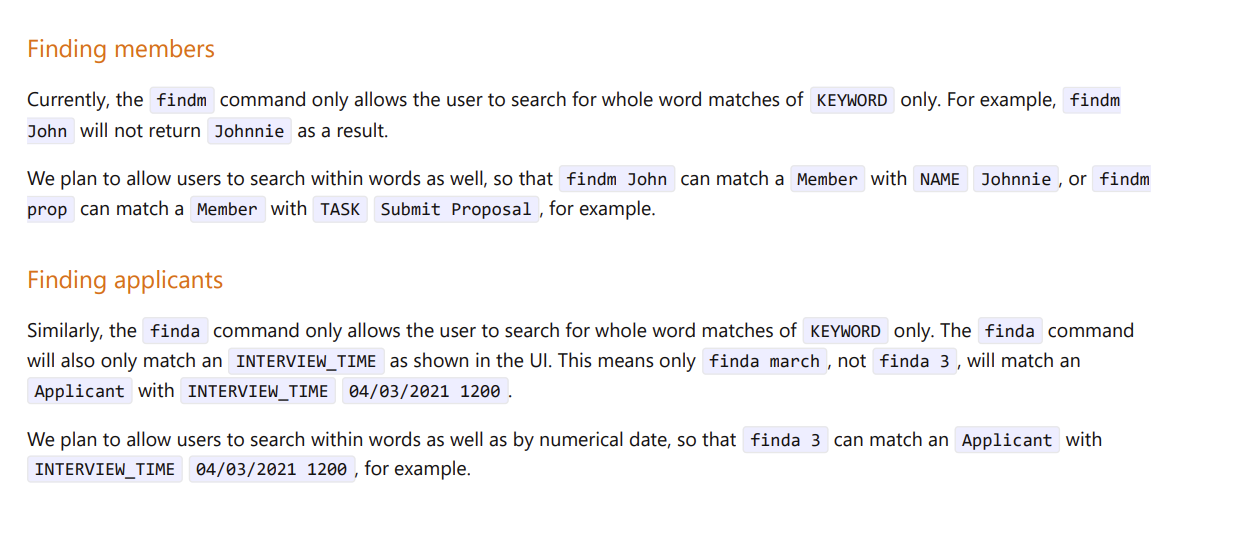 Finding members
Currently, the findm command only allows the user to search for whole word matches of KEYWORD only. For example, findm
John will not return Johnnie as a result.
We plan to allow users to search within words as well, so that findm John can match a Member with NAME Johnnie, or findm
prop can match a Member with TASK Submit Proposal, for example.
Finding applicants
Similarly, the finda command only allows the user to search for whole word matches of KEYWORD only. The finda command
will also only match an INTERVIEW_TIME as shown in the UI. This means only finda march, not finda 3, will match an
Applicant with INTERVIEW_TIME 04/03/2021 1200.
We plan to allow users to search within words as well as by numerical date, so that finda 3 can match an Applicant with
INTERVIEW_TIME 04/03/2021 1200, for example.